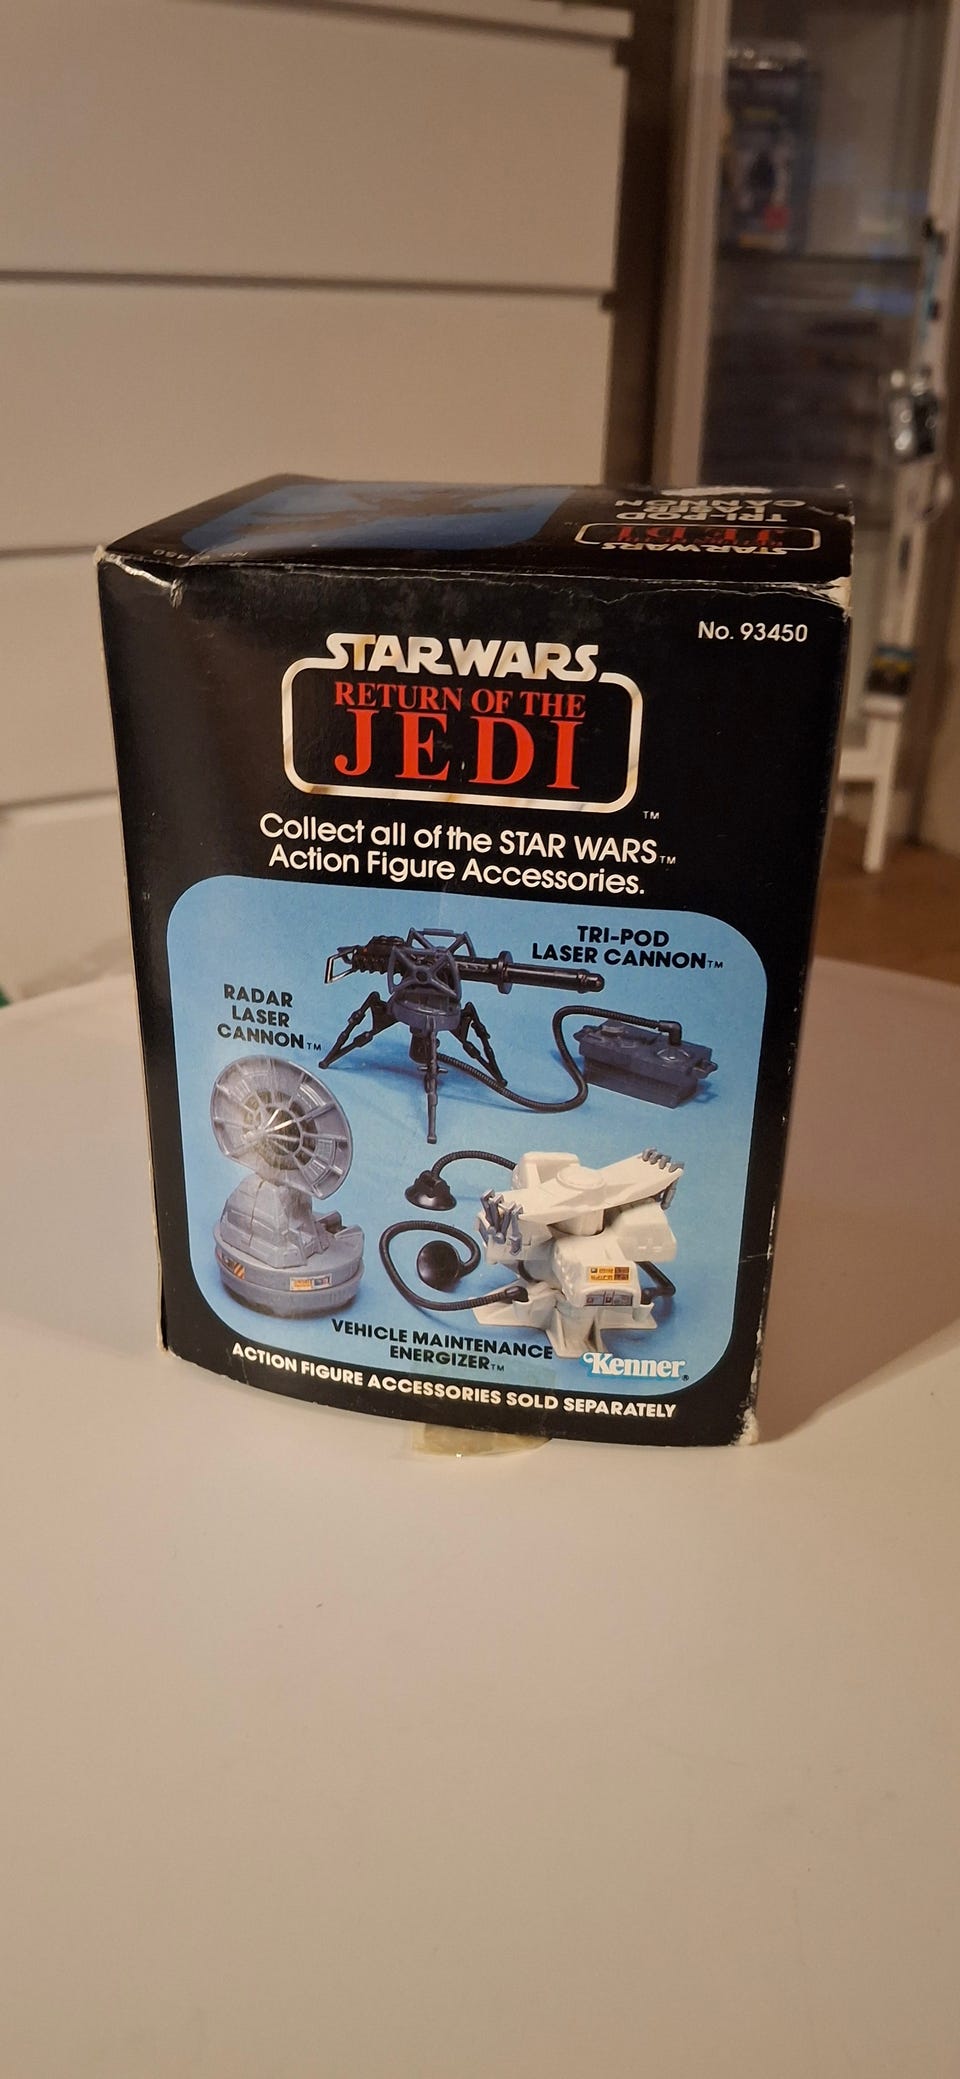 TRI-POD
LASER
CANNON
STAR WARS
JEDI
No. 93450
STAR WARS
RETURN OF THE
JEDI
TM
Collect all of the STAR WARS TM
Action Figure Accessories.
TRI-POD
LASER CANNON TM
RADAR
LASER
CANNON TM
VEHICLE MAINTENANCE
ENERGIZER TM
Kenner®
ACTION FIGURE ACCESSORIES SOLD SEPARATELY